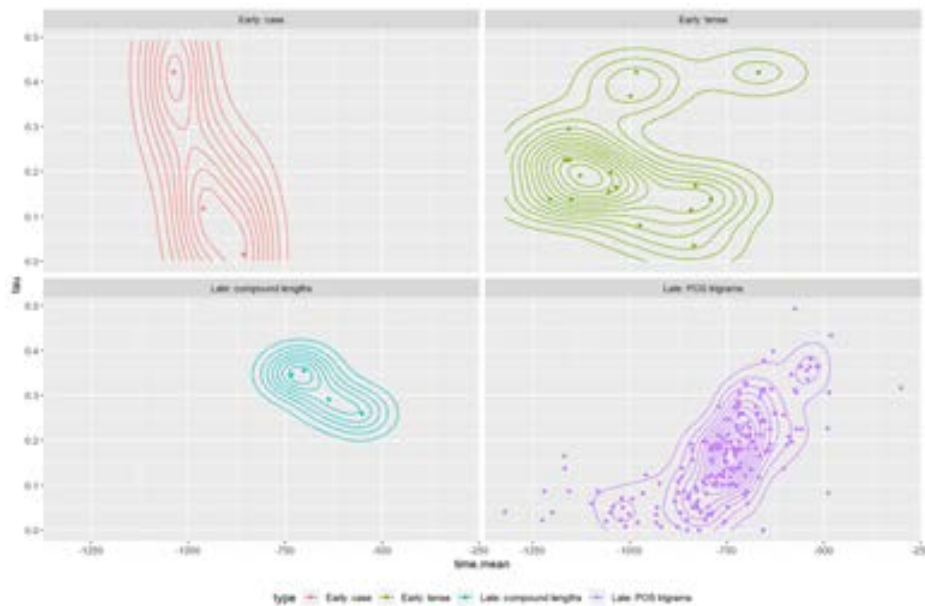 Early: case
Early: tense
0.5
0.4
0.3
0.2
0.1
0.0
Late: compound lengths
Late: POS trigrams
0.5
0.4
0.3
0.2
0.1
0.0
tau
-1250 -1000 -750 -500 -250 -1000 -750 -500 -250
time.mean
type Early: case Early: tense Late: compound lengths Late: POS trigrams